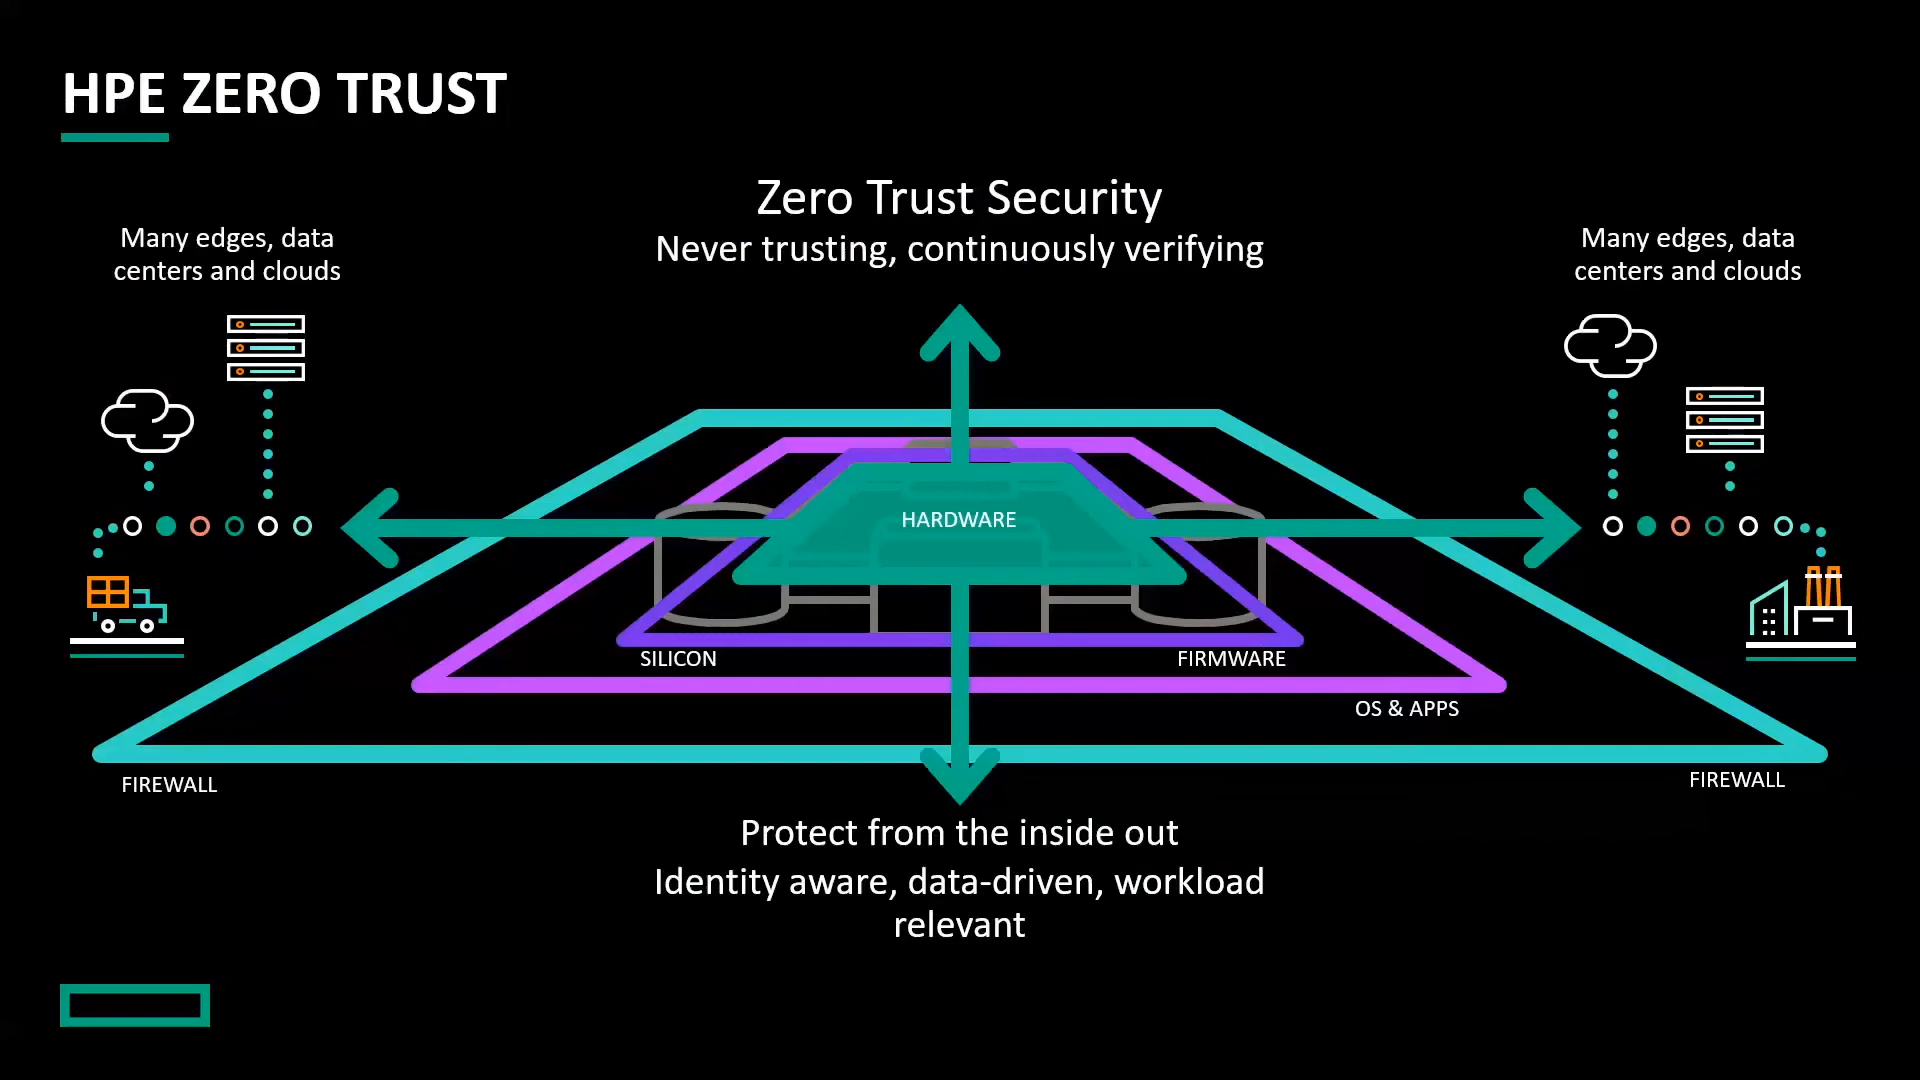 HPE ZERO TRUST
Zero Trust Security
Never trusting, continuously verifying
Many edges, data
centers and clouds
Many edges, data
centers and clouds
HARDWARE
SILICON
FIRMWARE
OS & APPS
FIREWALL
FIREWALL
Protect from the inside out
Identity aware, data-driven, workload
relevant